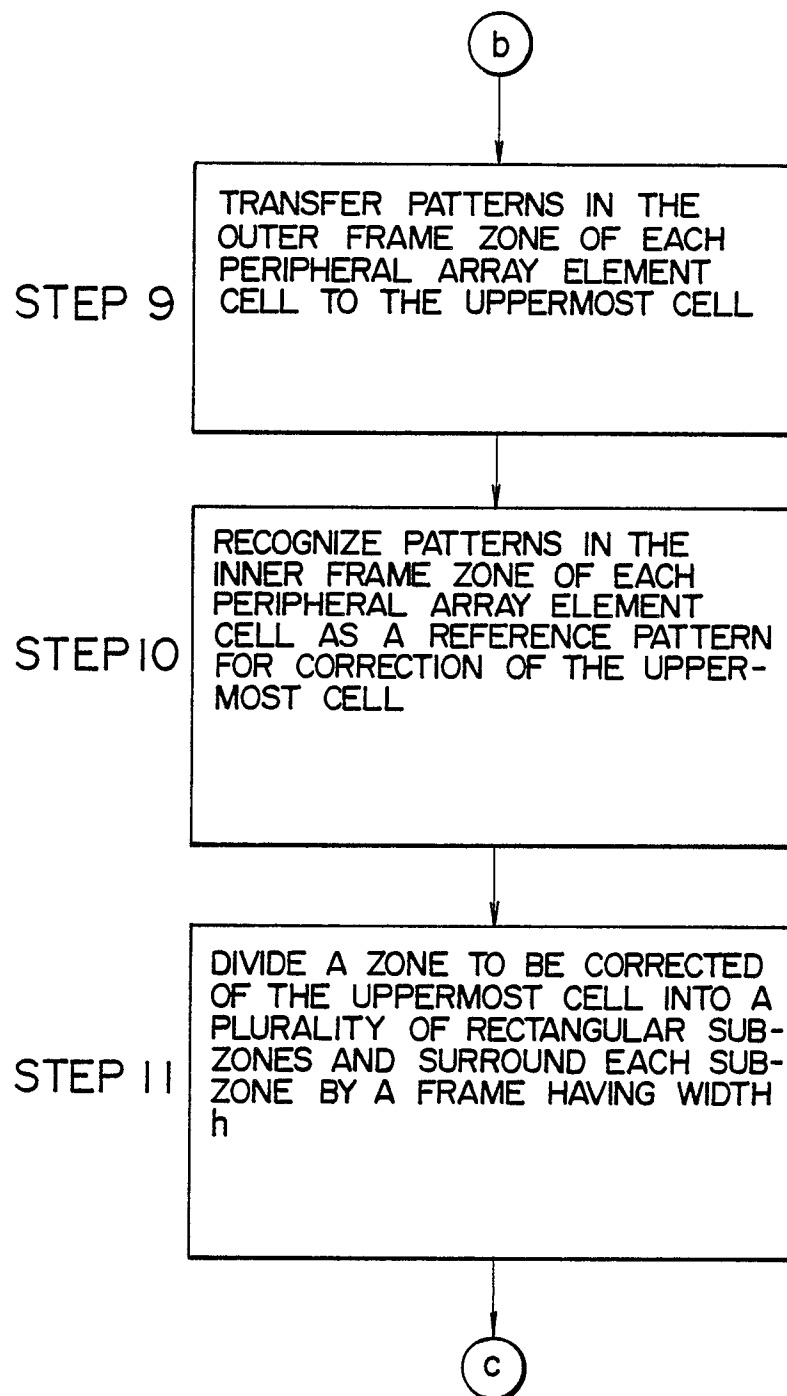 b
STEP 9
TRANSFER PATTERNS IN THE
OUTER FRAME ZONE OF EACH
PERIPHERAL ARRAY ELEMENT
CELL TO THE UPPERMOST CELL
STEP 10
RECOGNIZE PATTERNS IN THE
INNER FRAME ZONE OF EACH
PERIPHERAL ARRAY ELEMENT
CELL AS A REFERENCE PATTERN
FOR CORRECTION OF THE UPPER-
MOST CELL
STEP 11
DIVIDE A ZONE TO BE CORRECTED
OF THE UPPERMOST CELL INTO A
PLURALITY OF RECTANGULAR SUB-
ZONES AND SURROUND EACH SUB-
ZONE BY A FRAME HAVING WIDTH
h
c